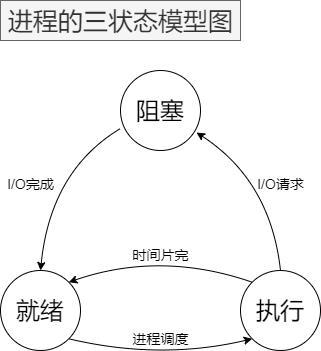 进程的三状态模型图
阻塞
I/O完成
I/O请求
时间片完
就绪
执行
进程调度